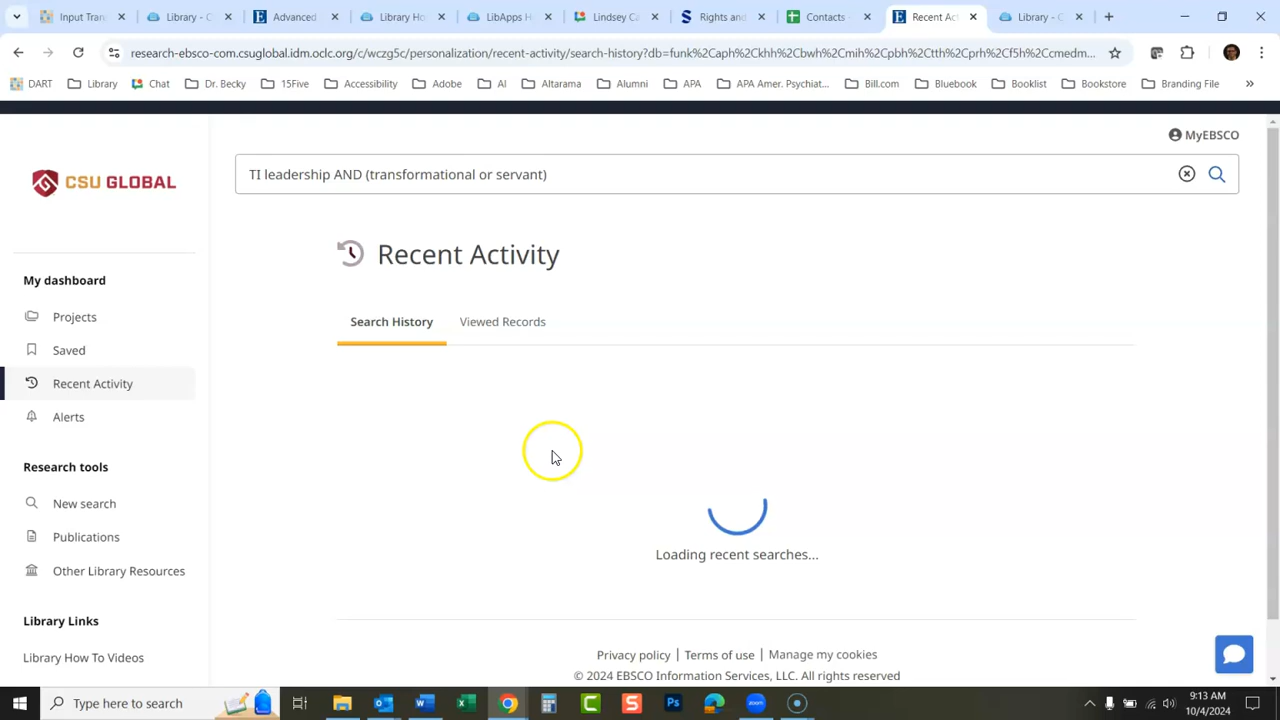 Input Tran
Library - C
Advanced
Library Ho
LibApps H
Lindsey Ca
Rights and
Contacts -
Recent Act
Library - C
research-ebsco-com.csuglobal.idm.oclc.org/c/wczg5c/personalization/recent-activity/search-history?db=funk%2Caph%2Ckhh%2Cbwh%2Cmih%2Cpbh%2Ctth%2Cprh%2Cf5h%2Ccmedm...
DART Library Chat Dr. Becky 15Five Accessibility Adobe AI Altarama Alumni APA APA Amer. Psychiat... Bill.com Bluebook Booklist Bookstore Branding File »
MyEBSCO
CSU GLOBAL
TI leadership AND (transformational or servant)
Recent Activity
Search History Viewed Records
My dashboard
Projects
Saved
Recent Activity
Alerts
Research tools
New search
Publications
Other Library Resources
Library Links
Library How To Videos
Loading recent searches...
Privacy policy | Terms of use | Manage my cookies
© 2024 EBSCO Information Services, LLC. All rights reserved
Type here to search
zoom
9:13 AM
10/4/2024